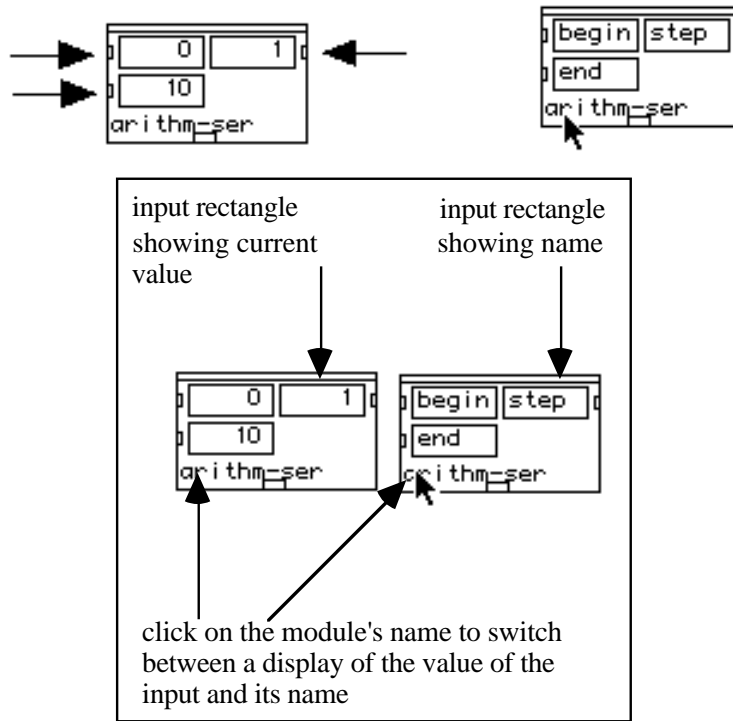 0 1
10
arithm-ser
begin step
end
arithm-ser
input rectangle
showing current
value
input rectangle
showing name
0 1
10
arithm-ser
begin step
end
arithm-ser
click on the module's name to switch
between a display of the value of the
input and its name